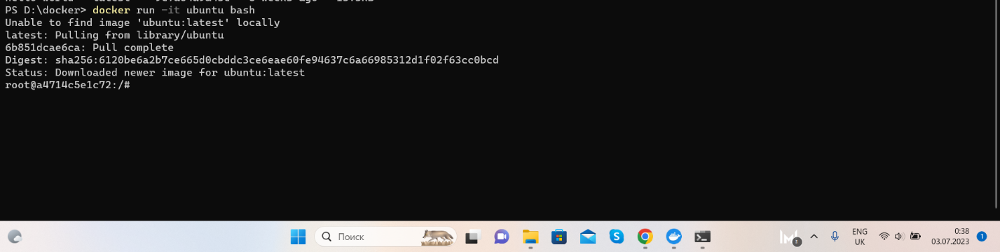 PS D:\docker> docker run -it ubuntu bash
Unable to find image 'ubuntu:latest' locally
latest: Pulling from library/ubuntu
6b851dcae6ca: Pull complete
Digest: sha256:6120be6a2b7ce665d0cbddc3ce6eae60fe94637c6a66985312d1f02f63cc0bcd
Status: Downloaded newer image for ubuntu:latest
root@a4714c5e1c72:/#
Поиск
3
ENG
UK
0:38
03.07.2023
1